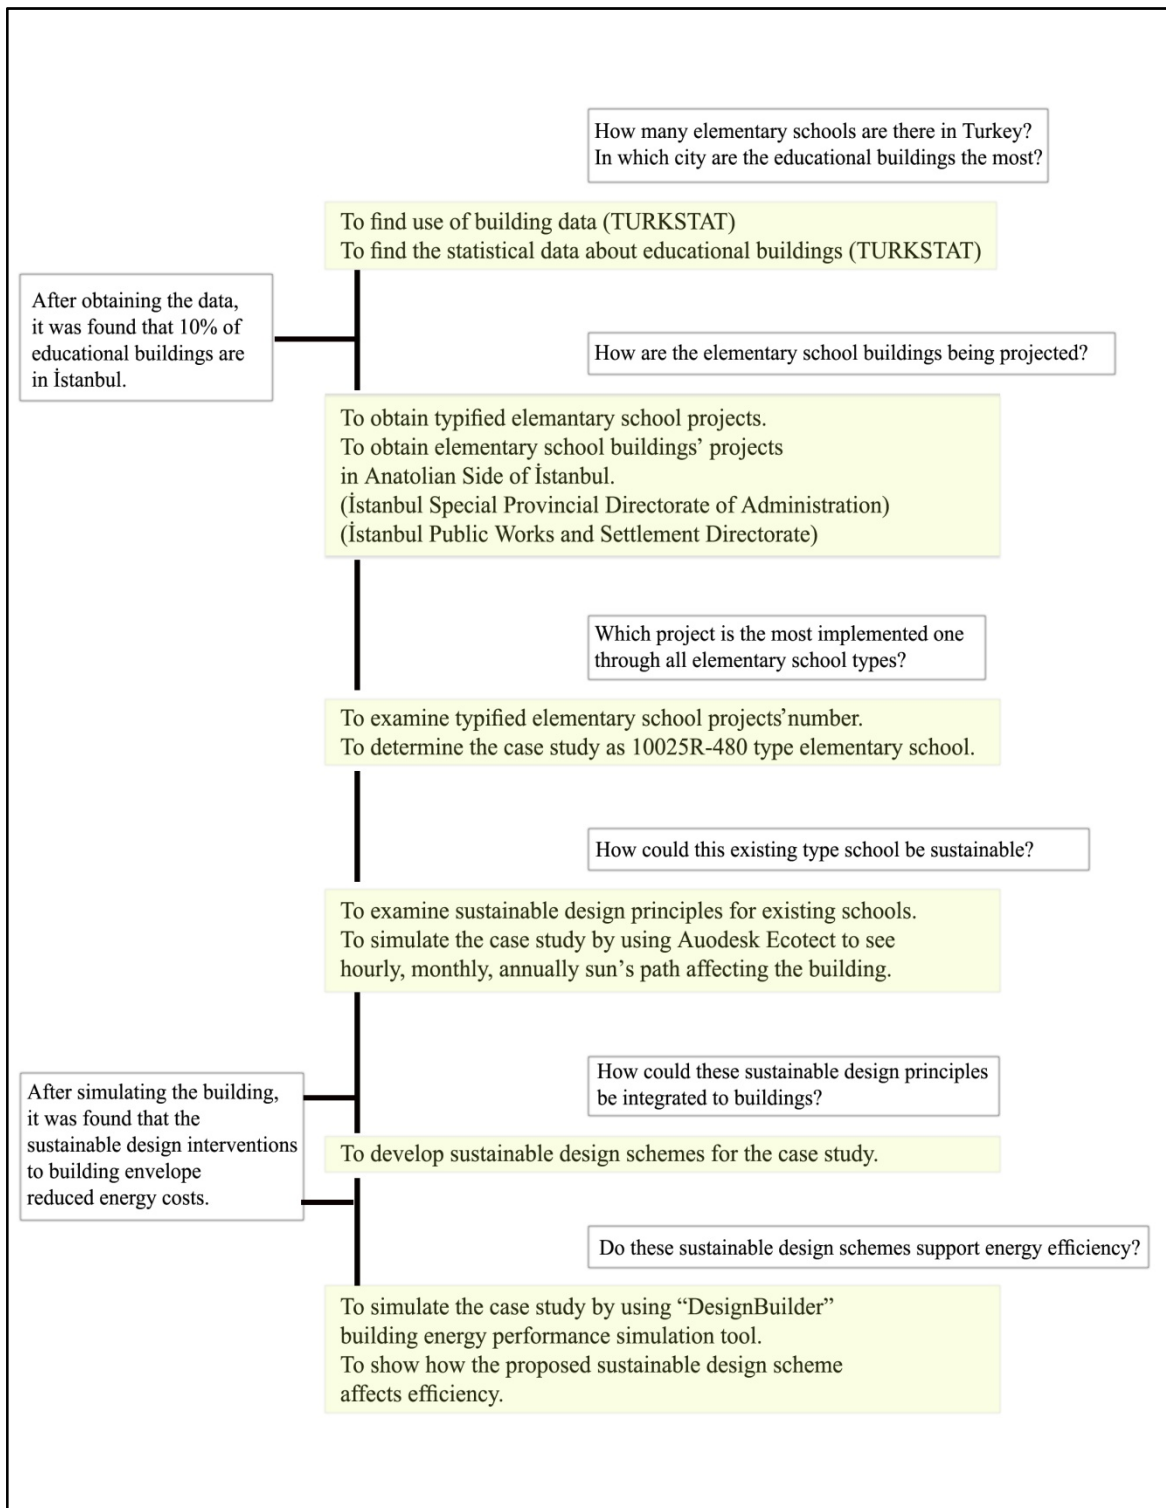 How many elementary schools are there in Turkey?
In which city are the educational buildings the most?
To find use of building data (TURKSTAT)
To find the statistical data about educational buildings (TURKSTAT)
After obtaining the data,
it was found that 10% of
educational buildings are
in İstanbul.
How are the elementary school buildings being projected?
To obtain typified elemantary school projects.
To obtain elementary school buildings’ projects
in Anatolian Side of İstanbul.
(İstanbul Special Provincial Directorate of Administration)
(İstanbul Public Works and Settlement Directorate)
Which project is the most implemented one
through all elementary school types?
To examine typified elementary school projects’number.
To determine the case study as 10025R-480 type elementary school.
How could this existing type school be sustainable?
To examine sustainable design principles for existing schools.
To simulate the case study by using Auodesk Ecotect to see
hourly, monthly, annually sun’s path affecting the building.
How could these sustainable design principles
be integrated to buildings?
After simulating the building,
it was found that the
sustainable design interventions
to building envelope
reduced energy costs.
To develop sustainable design schemes for the case study.
Do these sustainable design schemes support energy efficiency?
To simulate the case study by using “DesignBuilder”
building energy performance simulation tool.
To show how the proposed sustainable design scheme
affects efficiency.